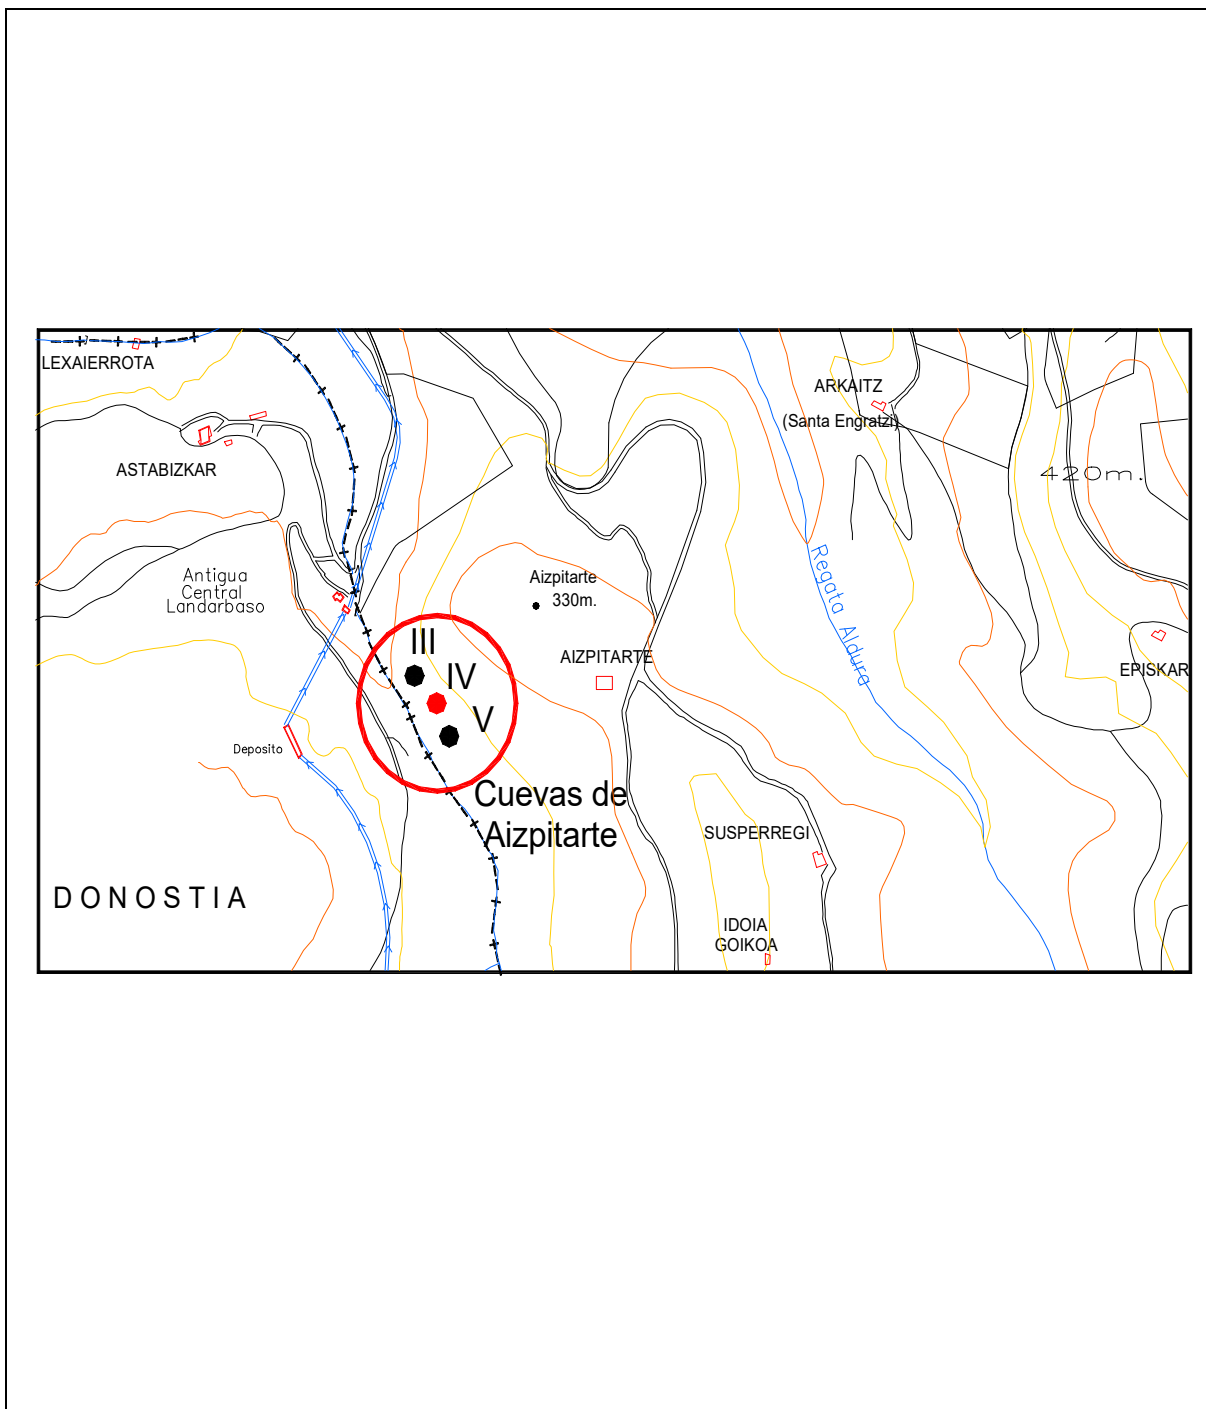 LEXAIERROTA
ARKAITZ
(Santa Engratzi)
ASTABIZKAR
420m.
Antigua
Central
Landarbaso
Aizpitarte
330m.
Regata Aldura
III
IV
V
AIZPITARTE
EPISKAR
Deposito
Cuevas de
Aizpitarte
SUSPERREGI
DONOSTIA
IDOIA
GOIKOA